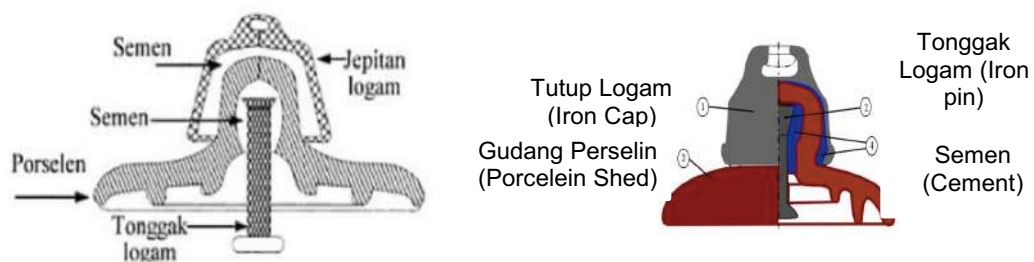 Semen
Jepitan
logam
Semen
Porselen
Tonggak
logam
Tutup Logam
(Iron Cap)
Gudang Perselin
(Porcelein Shed)
1
2
3
4
Tonggak
Logam (Iron
pin)
Semen
(Cement)